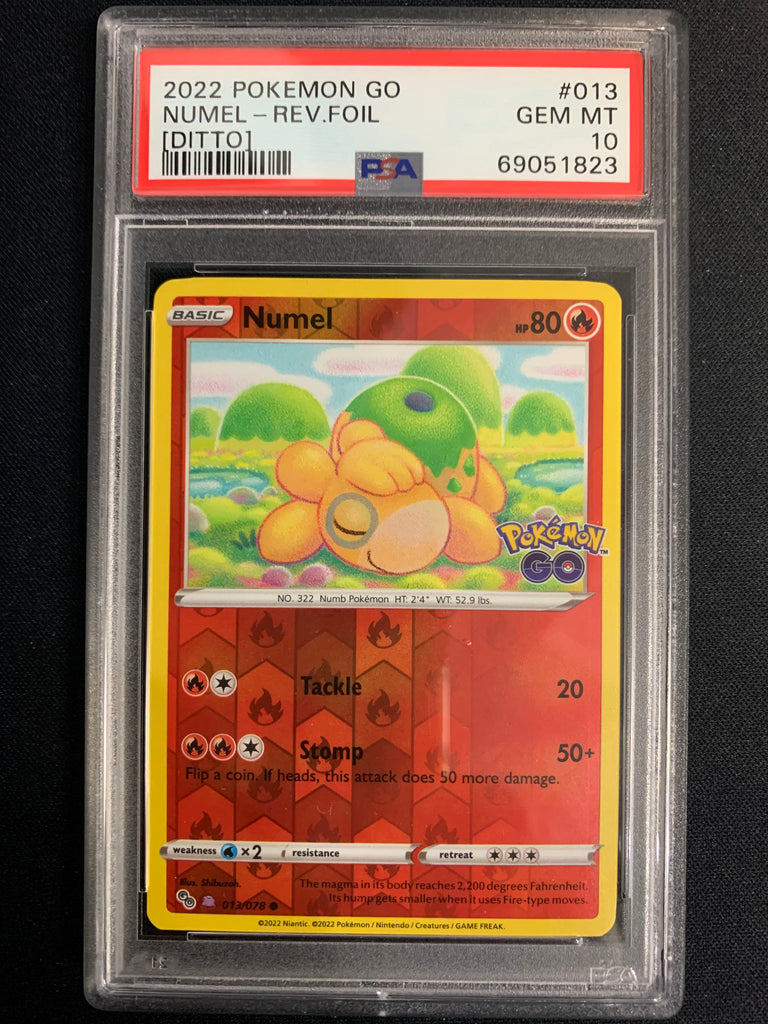 2022 POKEMON GO #013
NUMEL - REV.FOIL GEM MT
[DITTO] 10
PSA 69051823
BASIC Numel HP 80
Pokémon™
GO
NO. 322 Numb Pokémon HT: 2'4" WT: 52.9 lbs.
Tackle 20
Stomp 50+
Flip a coin. If heads, this attack does 50 more damage.
weakness ×2 resistance retreat
Illus. Shibuzoh. The magma in its body reaches 2,200 degrees Fahrenheit.
Its hump gets smaller when it uses Fire-type moves.
GO 013/078
©2022 Niantic. ©2022 Pokémon / Nintendo / Creatures / GAME FREAK.